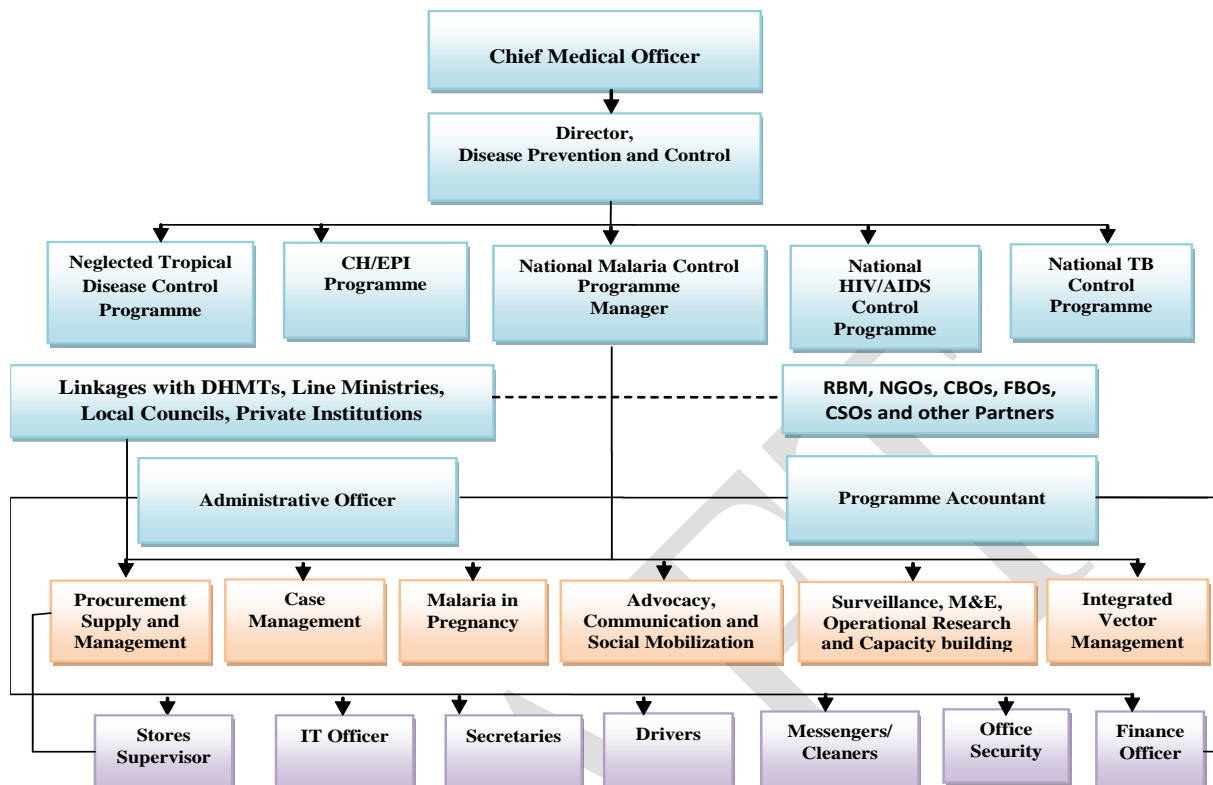 Chief Medical Officer
Director,
Disease Prevention and Control
Neglected Tropical
Disease Control
Programme
CH/EPI
Programme
National Malaria Control
Programme
Manager
National
HIV/AIDS
Control
Programme
National TB
Control
Programme
Linkages with DHMTs, Line Ministries,
Local Councils, Private Institutions
RBM, NGOs, CBOs, FBOs,
CSOs and other Partners
Administrative Officer
Programme Accountant
Procurement
Supply and
Management
Case
Management
Malaria in
Pregnancy
Advocacy,
Communication and
Social Mobilization
Surveillance, M&E,
Operational Research
and Capacity building
Integrated
Vector
Management
Stores
Supervisor
IT Officer
Secretaries
Drivers
Messengers/
Cleaners
Office
Security
Finance
Officer